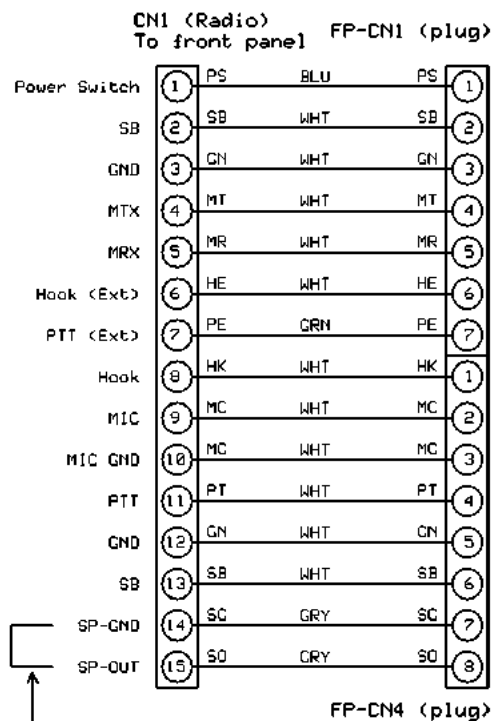 CN1 (Radio)
To front panel
FP-CN1 (plug)
Power Switch 1 PS BLU PS 1
SB 2 SB WHT SB 2
GND 3 GN WHT GN 3
MTX 4 MT WHT MT 4
MRX 5 MR WHT MR 5
Hook (Ext) 6 HE WHT HE 6
PTT (Ext) 7 PE GRN PE 7
Hook 8 HK WHT HK 1
MIC 9 MC WHT MC 2
MIC GND 10 MG WHT MG 3
PTT 11 PT WHT PT 4
GND 12 GN WHT GN 5
SB 13 SB WHT SB 6
SP-GND 14 SG GRY SG 7
SP-OUT 15 SO GRY SO 8
FP-CN4 (plug)